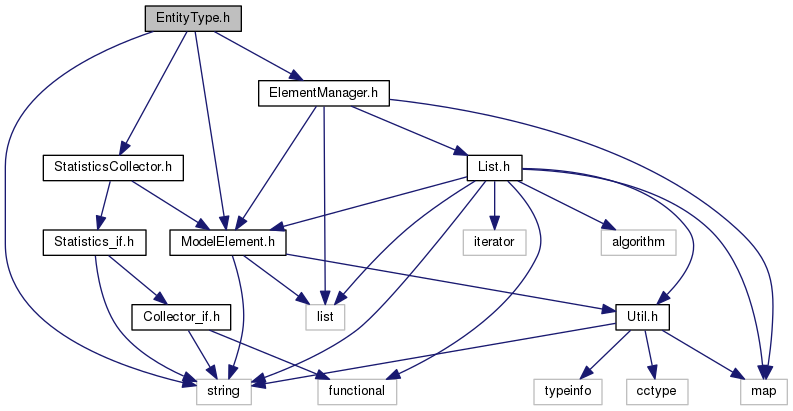 EntityType.h
ElementManager.h
StatisticsCollector.h
List.h
Statistics_if.h
ModelElement.h
iterator
algorithm
Collector_if.h
list
Util.h
string
functional
typeinfo
cctype
map